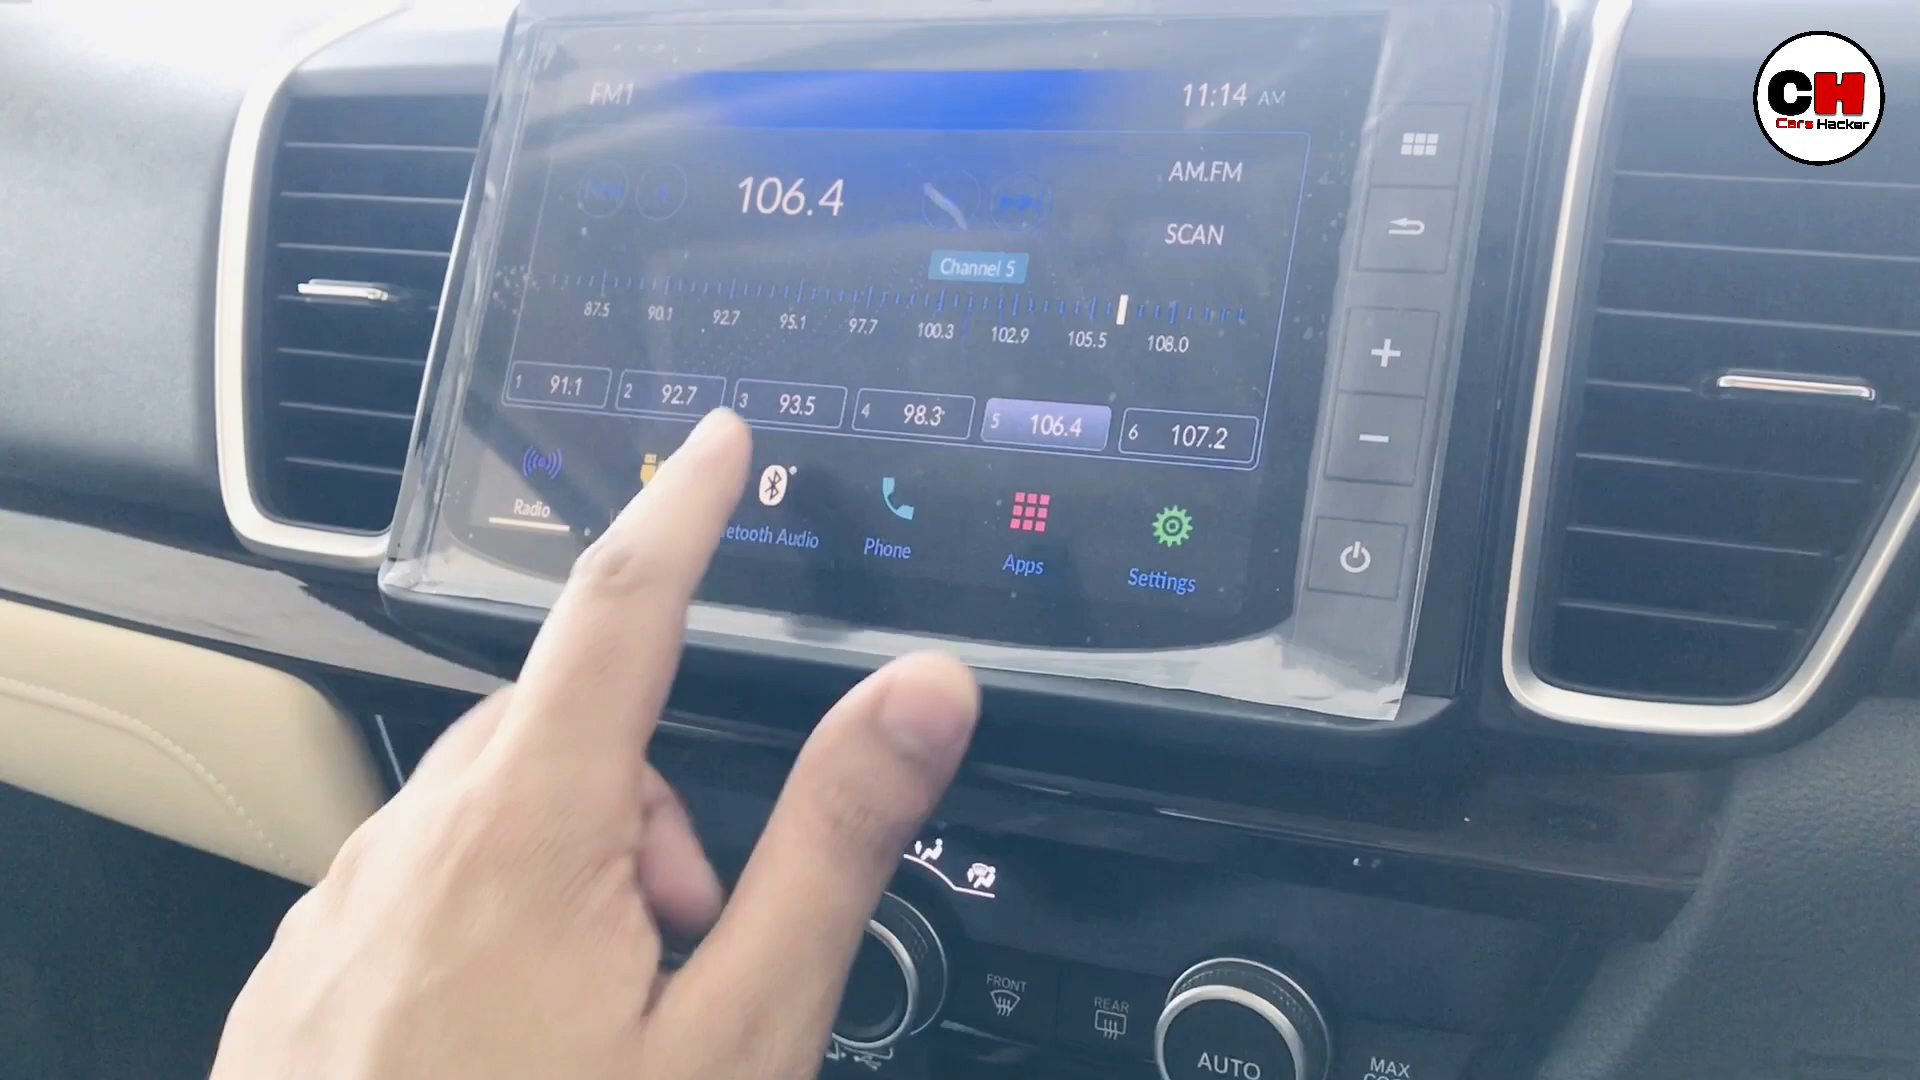 CH
Cars Hacker
FM1
11:14 AM
AM.FM
106.4
SCAN
Channel 5
87.5 90.1 92.7 95.1 97.7 100.3 102.9 105.5 108.0
1 91.1 2 92.7 3 93.5 4 98.3 5 106.4 6 107.2
Radio
etooth Audio
Phone
Apps
Settings
FRONT
REAR
AUTO
MAX